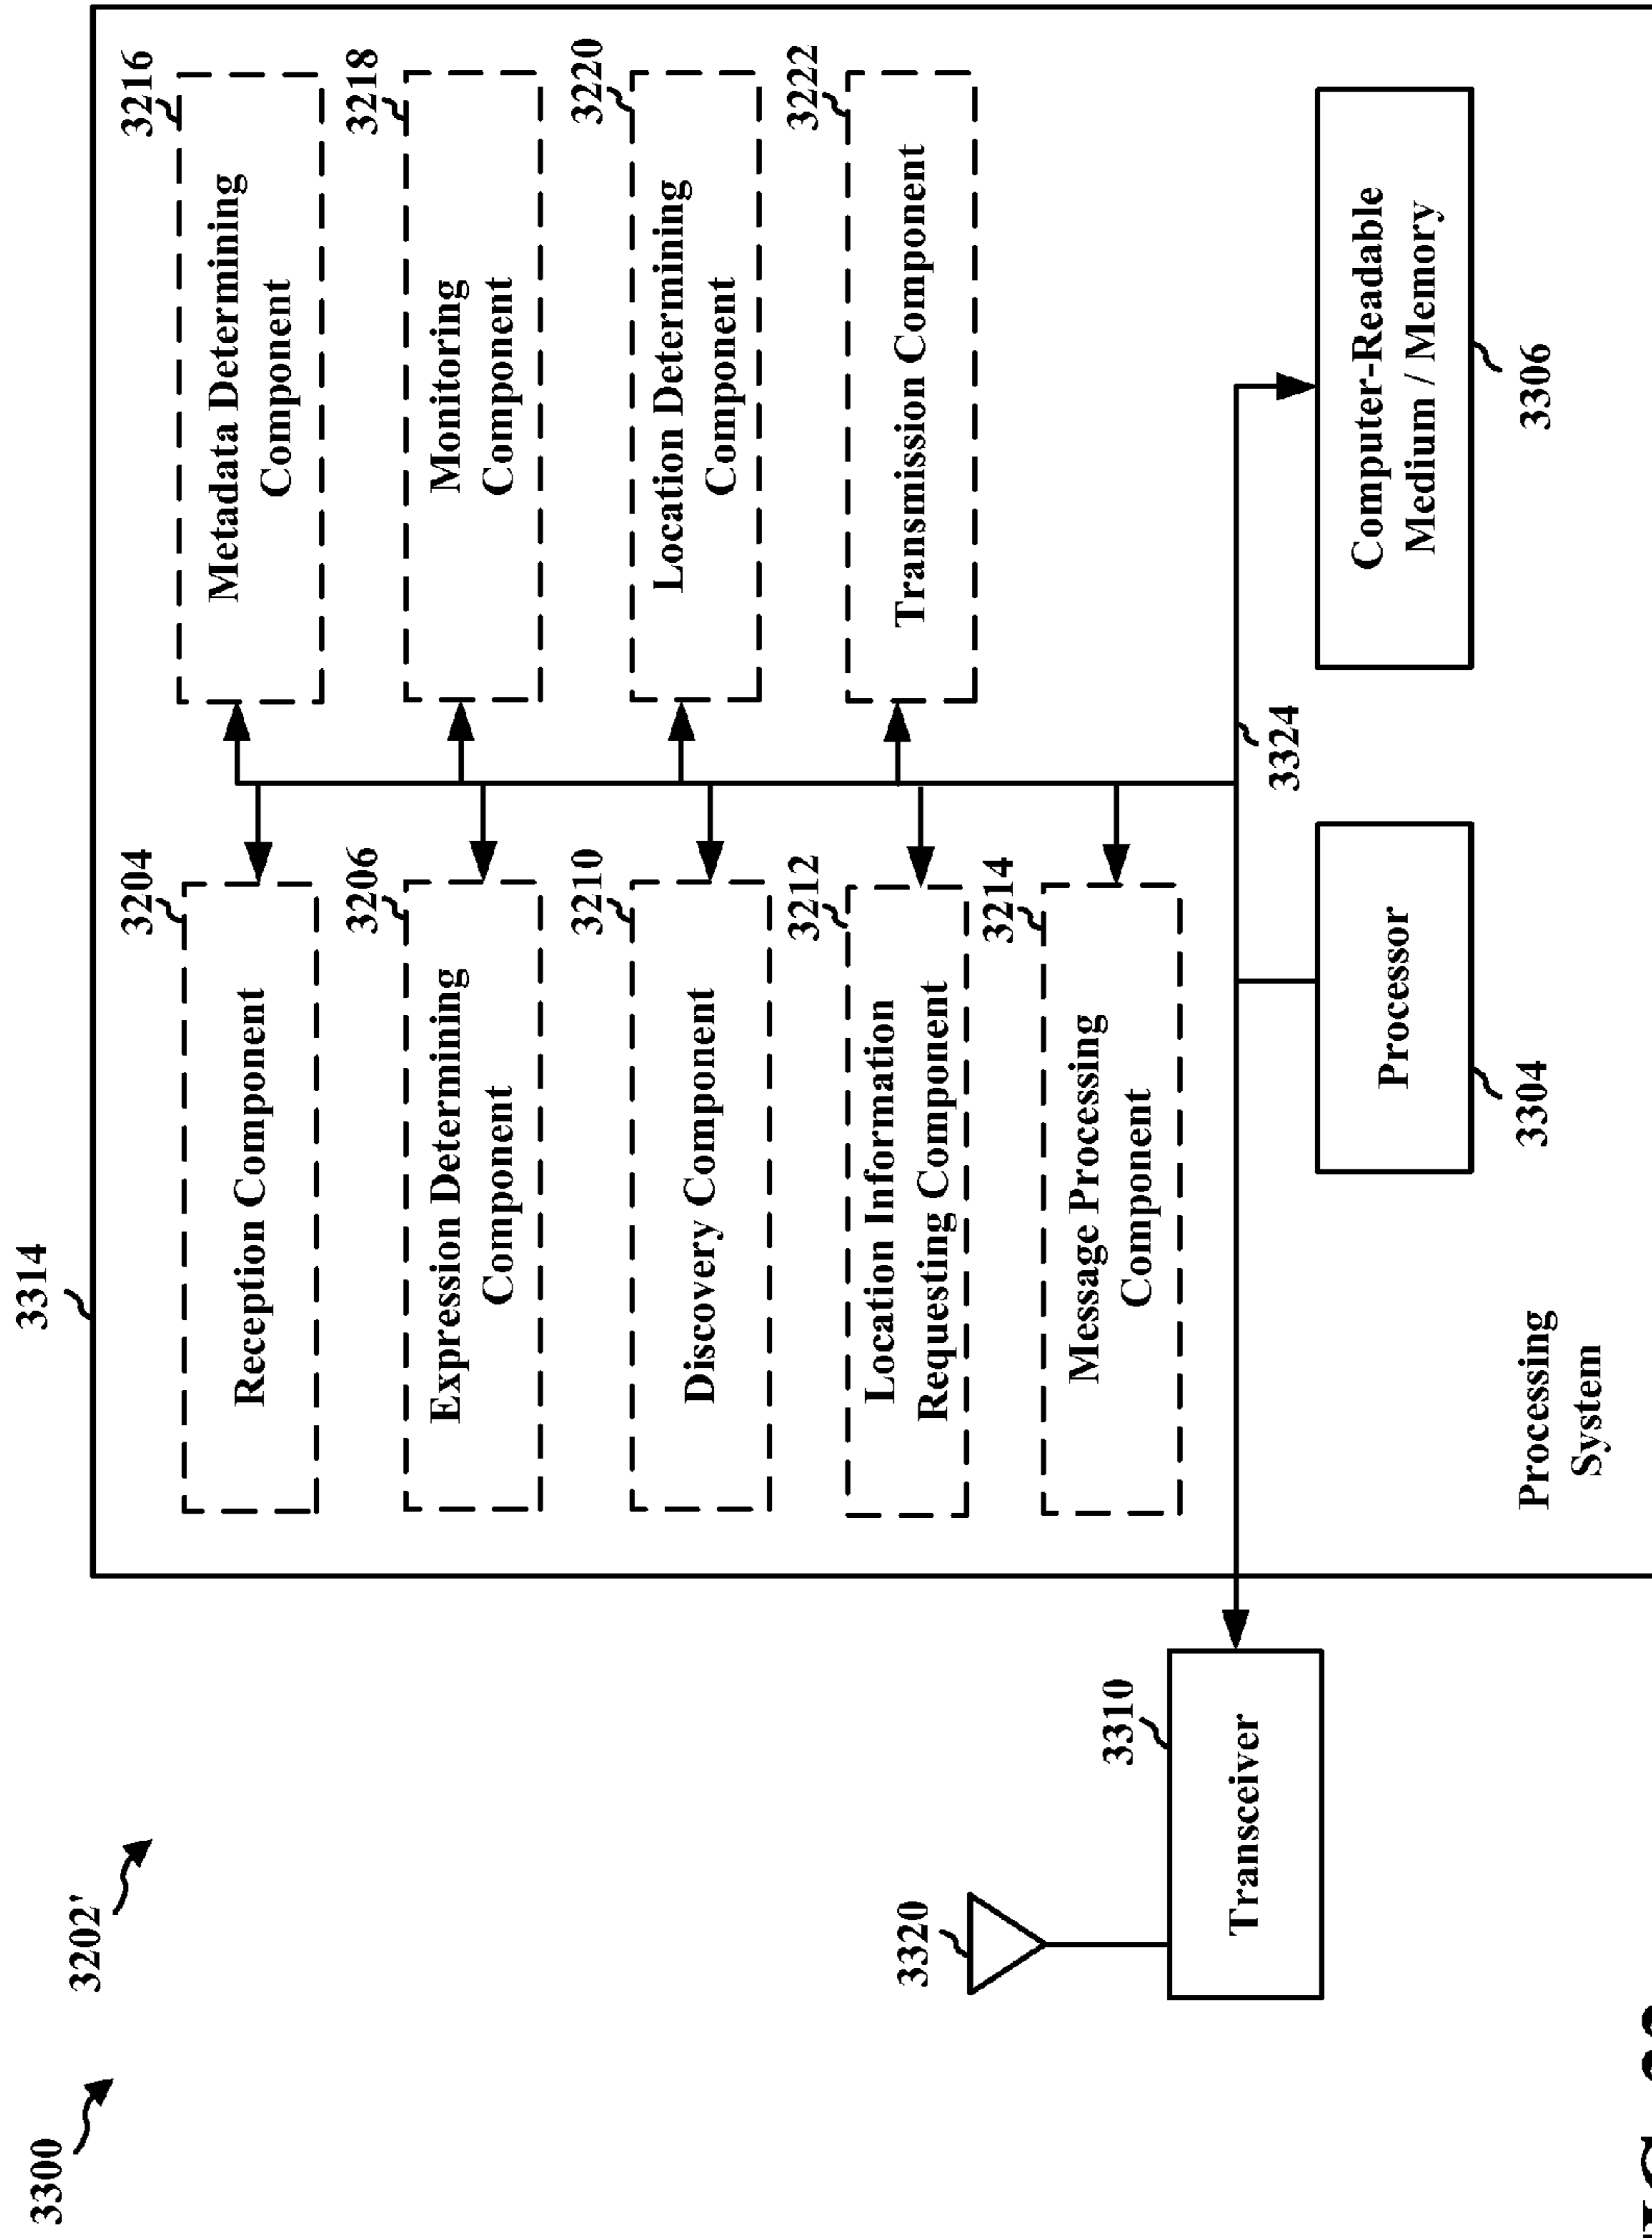 3300
3202'
3314
3204
Reception Component
3216
Metadata Determining
Component
3206
Expression Determining
Component
3218
Monitoring
Component
3210
Discovery Component
3220
Location Determining
Component
3212
Location Information
Requesting Component
3222
Transmission Component
3214
Message Processing
Component
3320
3310
Transceiver
3324
Processor
3304
Computer-Readable
Medium / Memory
3306
Processing
System